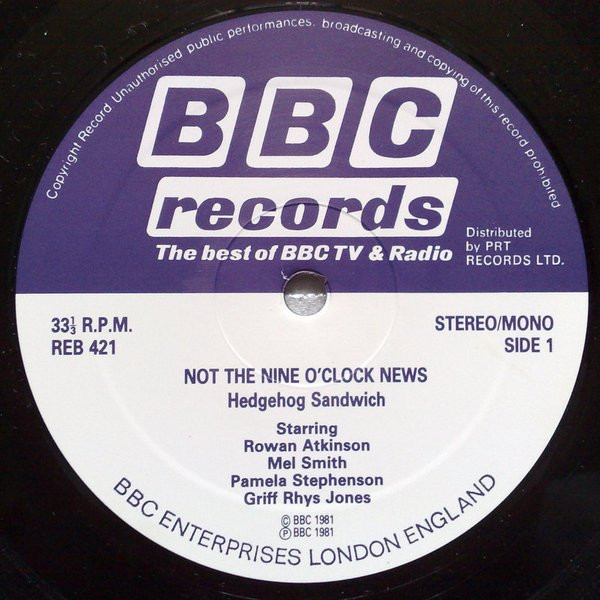 Copyright Record Unauthorised public performances. broadcasting and copying of this record prohibited
BBC
records
The best of BBC TV & Radio
Distributed
by PRT
RECORDS LTD.
33⅓ R.P.M.
REB 421
STEREO/MONO
SIDE 1
NOT THE NINE O'CLOCK NEWS
Hedgehog Sandwich
Starring
Rowan Atkinson
Mel Smith
Pamela Stephenson
Griff Rhys Jones
© BBC 1981
℗ BBC 1981
BBC ENTERPRISES LONDON ENGLAND